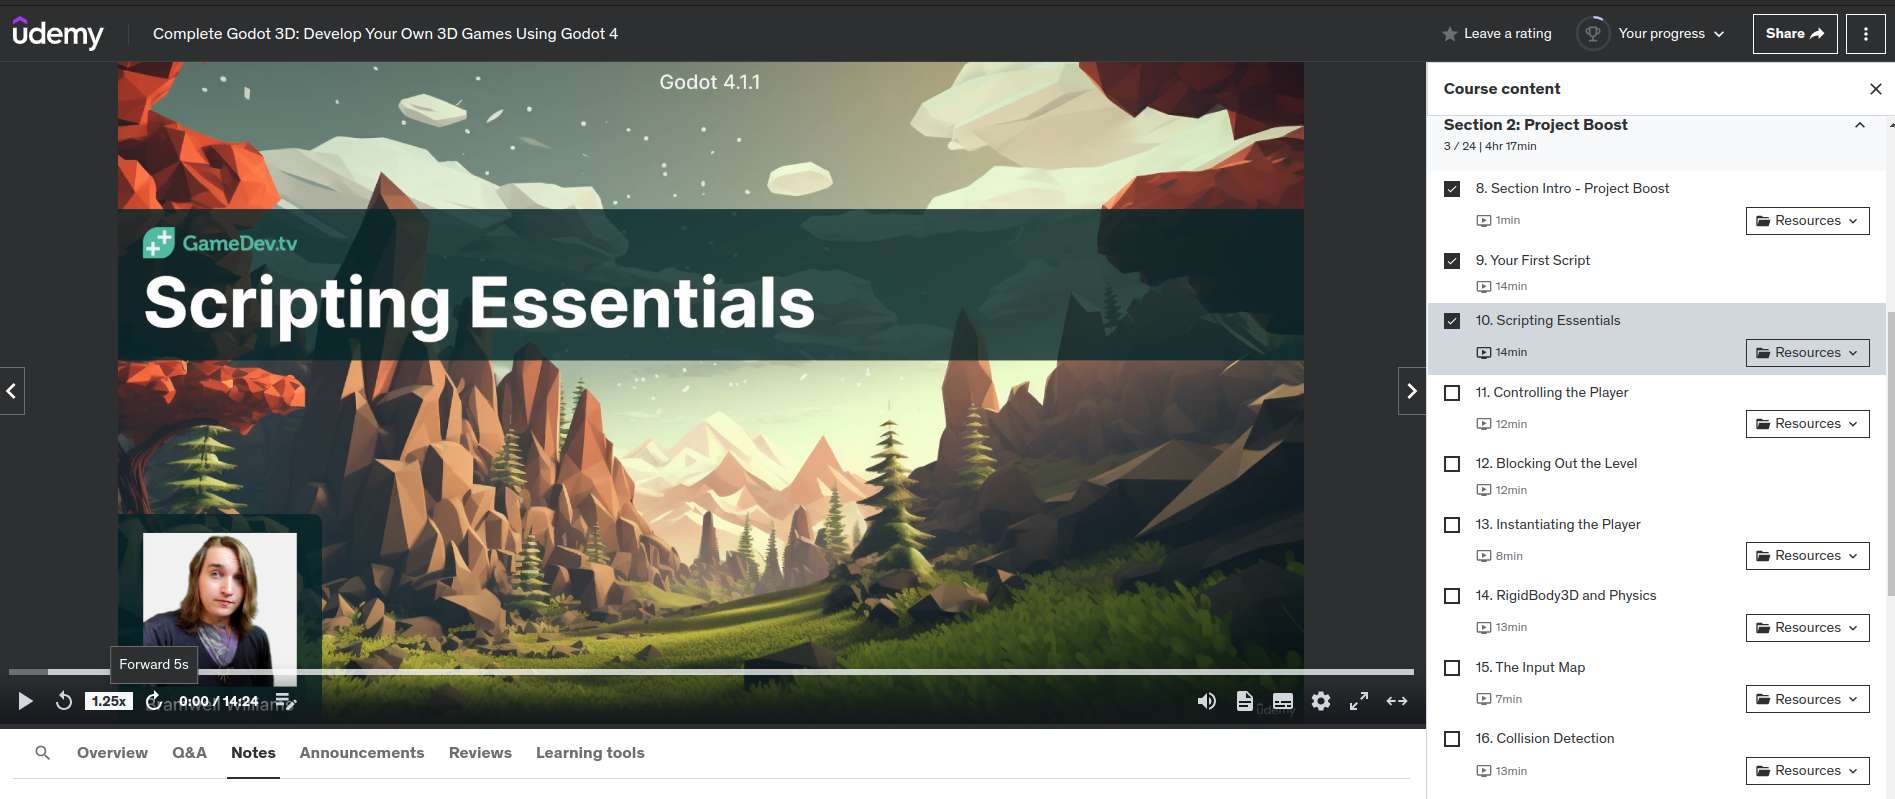 ûdemy
Complete Godot 3D: Develop Your Own 3D Games Using Godot 4
Leave a rating
Your progress
Share
Godot 4.1.1
GameDev.tv
Scripting Essentials
Forward 5s
1.25x
0:00 / 14:24
Bramwell Williams
ûdemy
Overview
Q&A
Notes
Announcements
Reviews
Learning tools
Course content
Section 2: Project Boost
3 / 24 | 4hr 17min
8. Section Intro - Project Boost
1min
Resources
9. Your First Script
14min
10. Scripting Essentials
14min
Resources
11. Controlling the Player
12min
Resources
12. Blocking Out the Level
12min
13. Instantiating the Player
8min
Resources
14. RigidBody3D and Physics
13min
Resources
15. The Input Map
7min
Resources
16. Collision Detection
13min
Resources